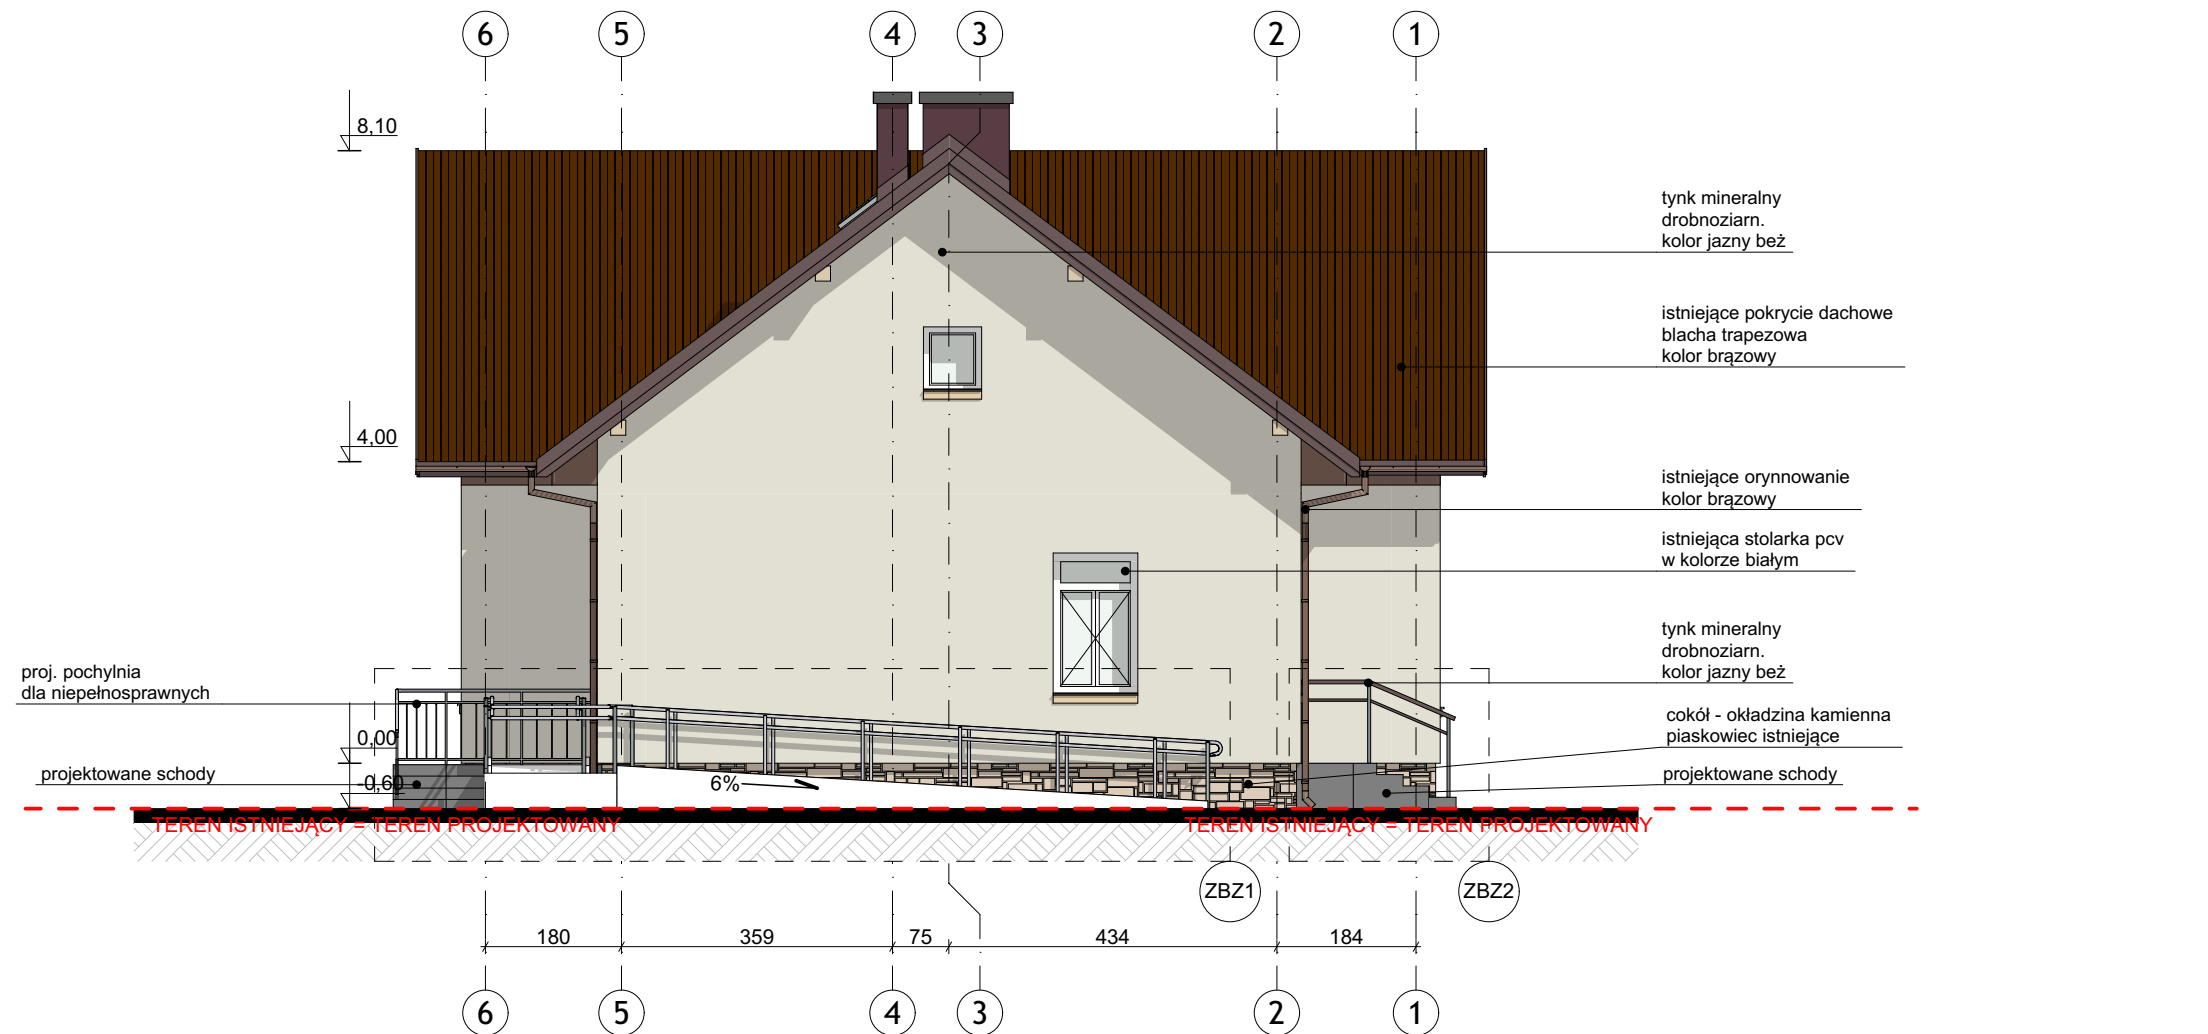 6 5 4 3 2 1
8,10
tynk mineralny
drobnoziarn.
kolor jazny beż
istniejące pokrycie dachowe
blacha trapezowa
kolor brązowy
4,00
istniejące orynnowanie
kolor brązowy
istniejąca stolarka pcv
w kolorze białym
tynk mineralny
drobnoziarn.
kolor jazny beż
proj. pochylnia
dla niepełnosprawnych
cokół - okładzina kamienna
piaskowiec istniejące
0,00
projektowane schody
projektowane schody
-0,60
6%
TEREN ISTNIEJĄCY = TEREN PROJEKTOWANY
TEREN ISTNIEJĄCY = TEREN PROJEKTOWANY
ZBZ1
ZBZ2
180 359 75 434 184
6 5 4 3 2 1